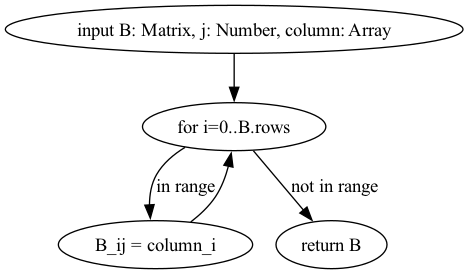 input B: Matrix, j: Number, column: Array
for i=0..B.rows
in range
not in range
B_ij = column_i
return B